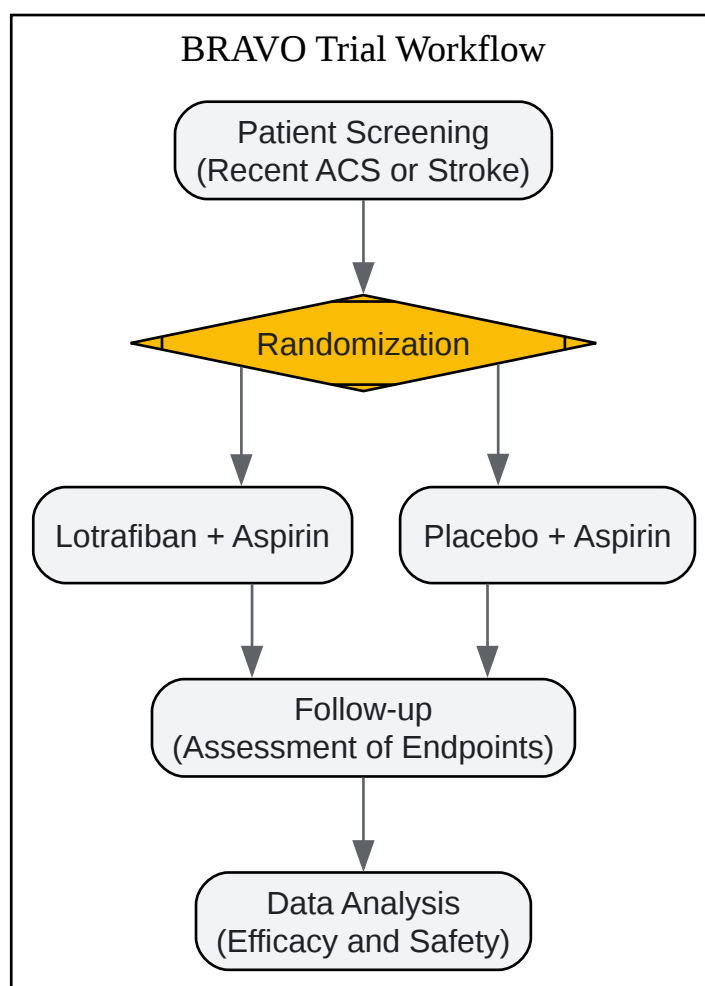 BRAVO Trial Workflow
Patient Screening
(Recent ACS or Stroke)
Randomization
Lotrafiban + Aspirin
Placebo + Aspirin
Follow-up
(Assessment of Endpoints)
Data Analysis
(Efficacy and Safety)